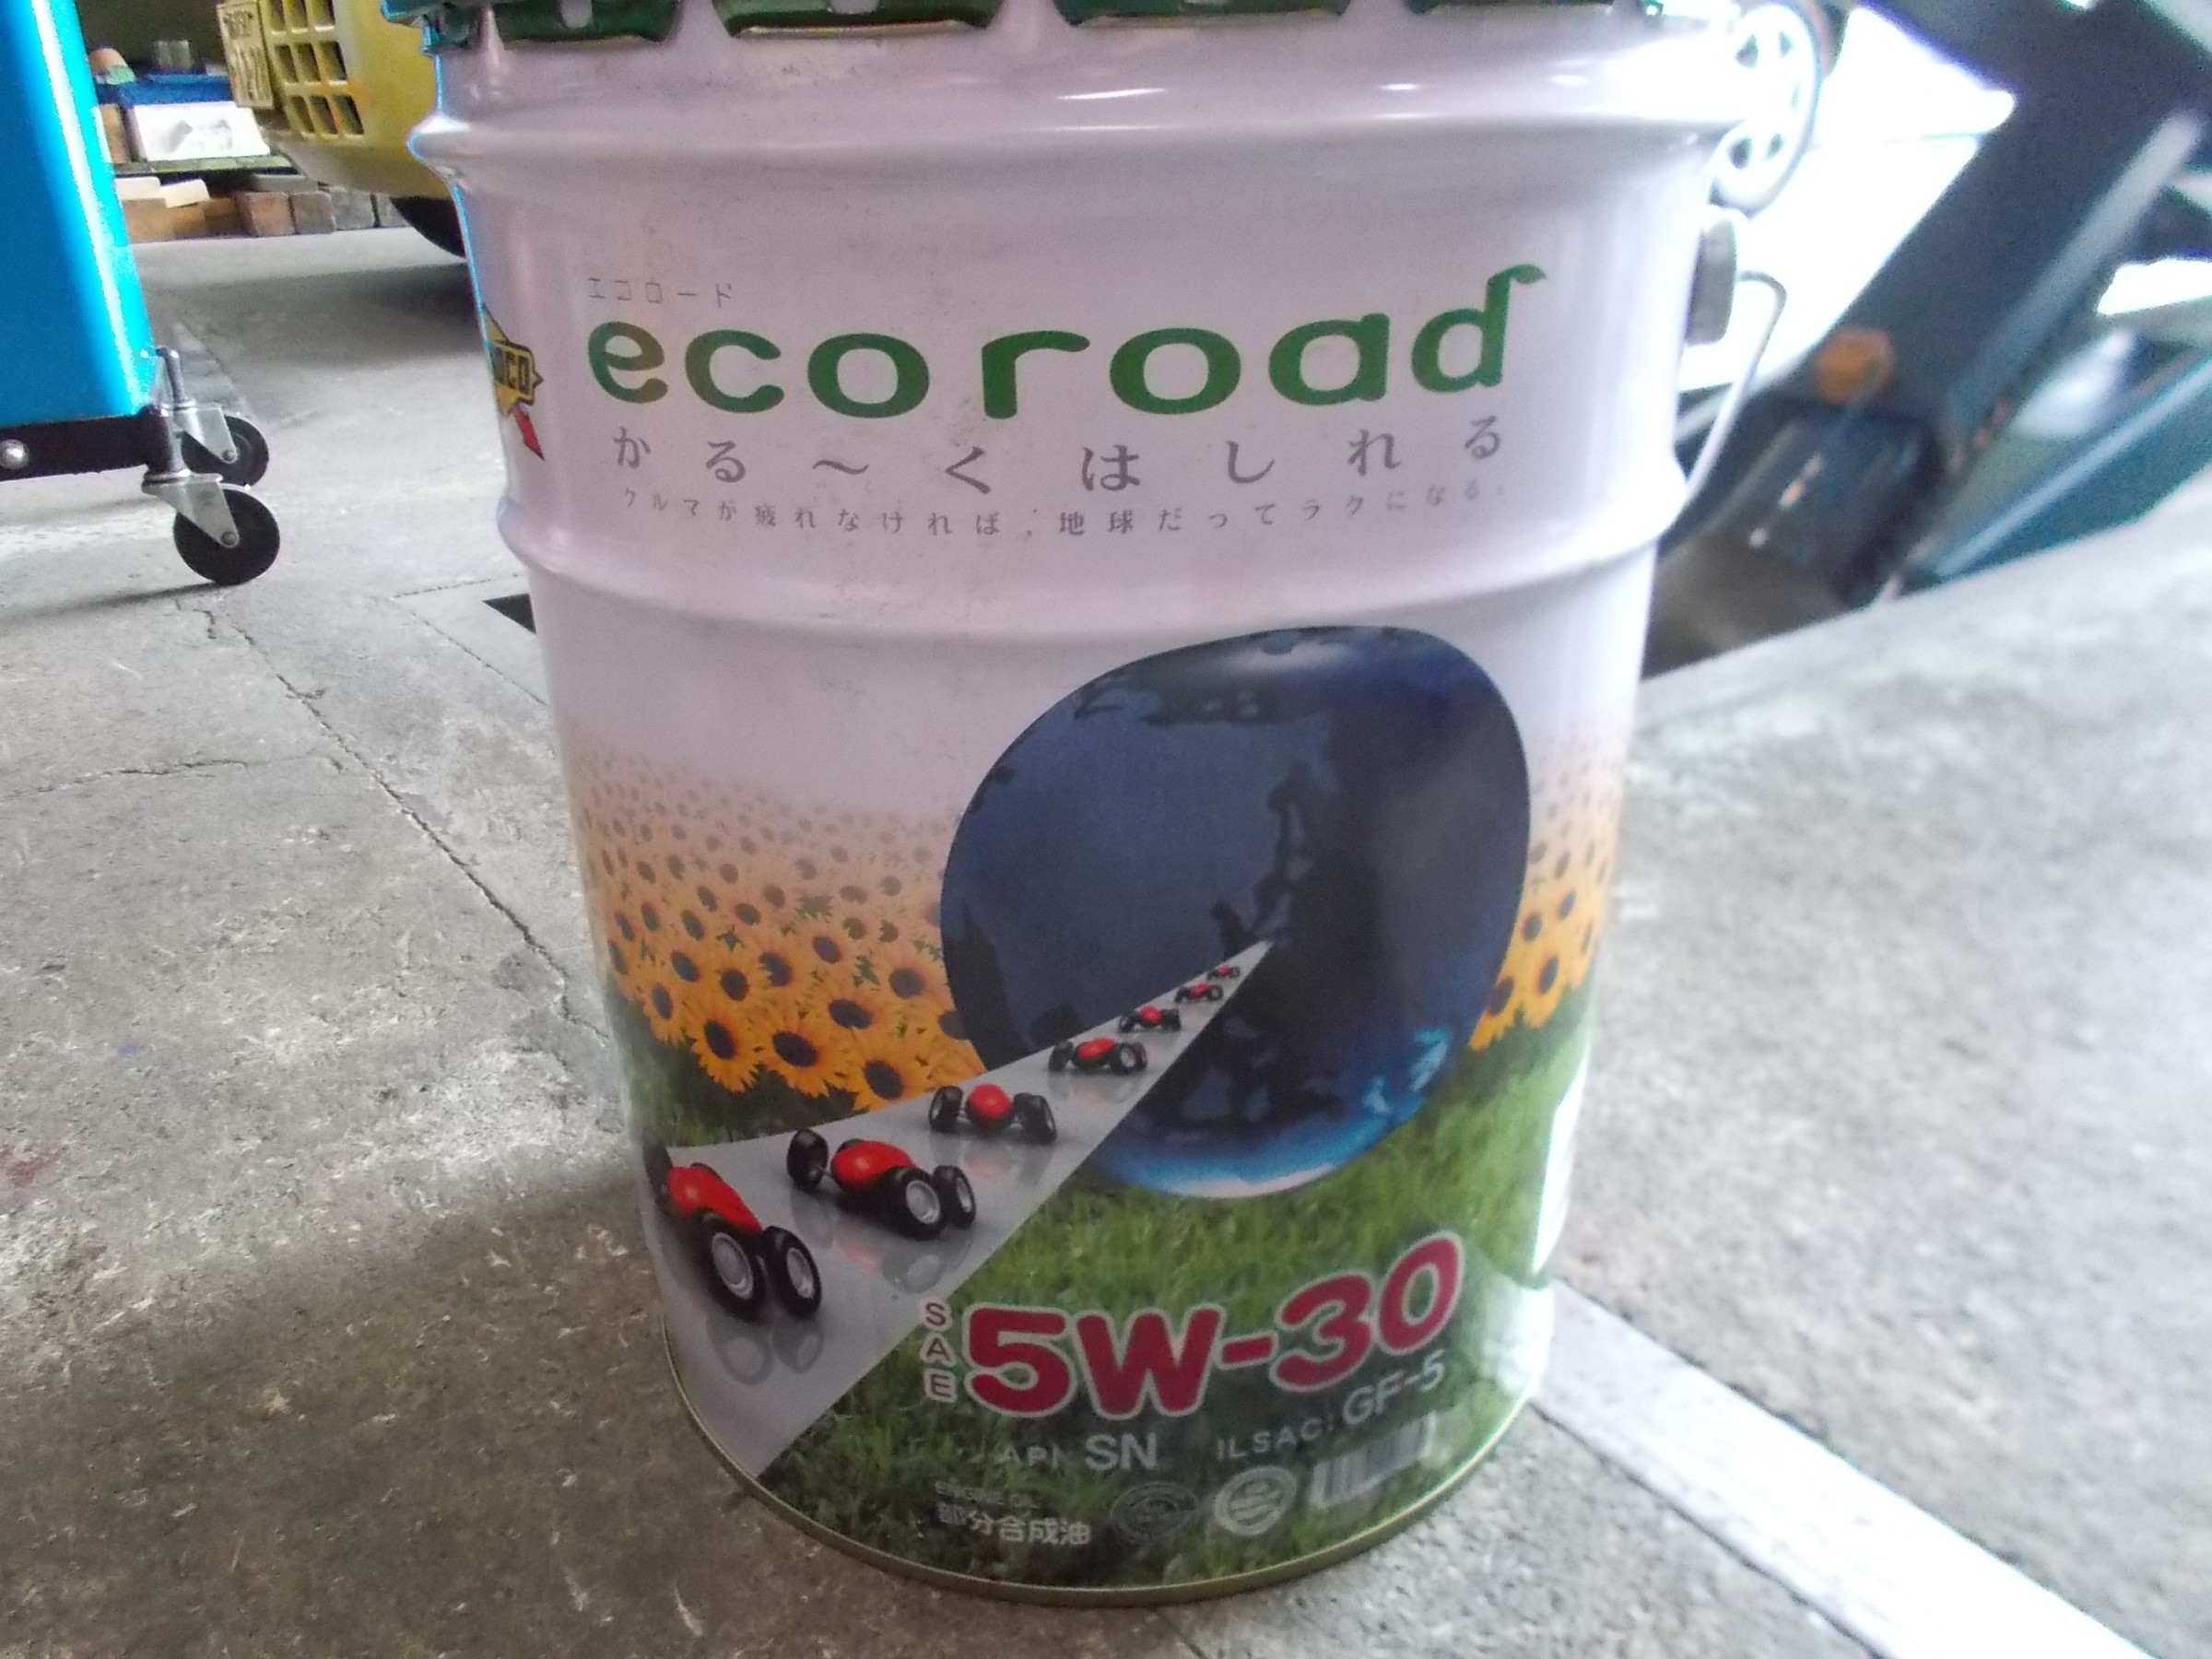 エコロード
ecoroad
かる～くはしれる
クルマが疲れなければ、地球だってラクになる。
SAE 5W-30
API SN ILSAC: GF-5
ENGINE OIL
部分合成油